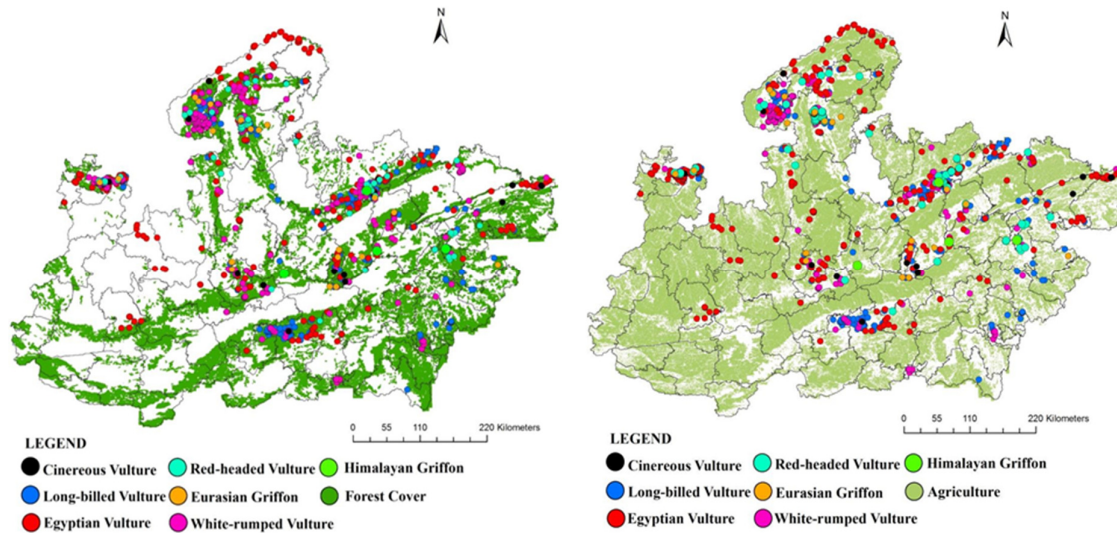 N
0 55 110 220 Kilometers
LEGEND
Cinereous Vulture Red-headed Vulture Himalayan Griffon
Long-billed Vulture Eurasian Griffon Forest Cover
Egyptian Vulture White-rumped Vulture
N
0 55 110 220 Kilometers
LEGEND
Cinereous Vulture Red-headed Vulture Himalayan Griffon
Long-billed Vulture Eurasian Griffon Agriculture
Egyptian Vulture White-rumped Vulture